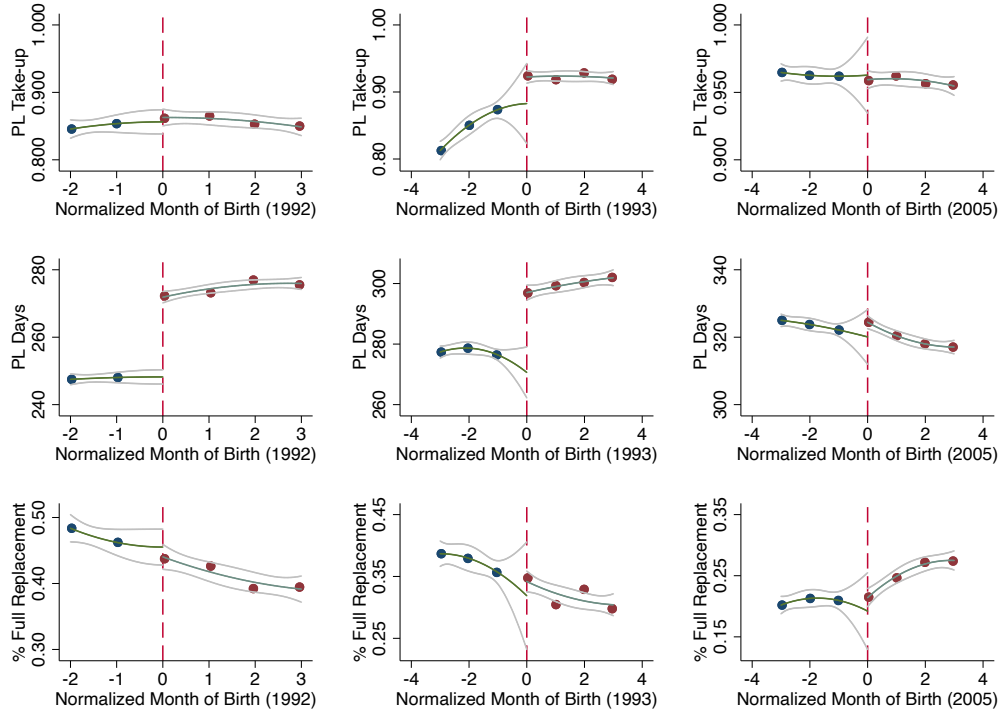 PL Take-up
1.000
0.900
0.800
-2 -1 0 1 2 3
Normalized Month of Birth (1992)
PL Take-up
1.00
0.90
0.80
-4 -2 0 2 4
Normalized Month of Birth (1993)
PL Take-up
1.000
0.950
0.900
-4 -2 0 2 4
Normalized Month of Birth (2005)
PL Days
280
260
240
-2 -1 0 1 2 3
Normalized Month of Birth (1992)
PL Days
300
280
260
-4 -2 0 2 4
Normalized Month of Birth (1993)
PL Days
340
320
300
-4 -2 0 2 4
Normalized Month of Birth (2005)
% Full Replacement
0.50
0.40
0.30
-2 -1 0 1 2 3
Normalized Month of Birth (1992)
% Full Replacement
0.45
0.35
0.25
-4 -2 0 2 4
Normalized Month of Birth (1993)
% Full Replacement
0.35
0.25
0.15
-4 -2 0 2 4
Normalized Month of Birth (2005)